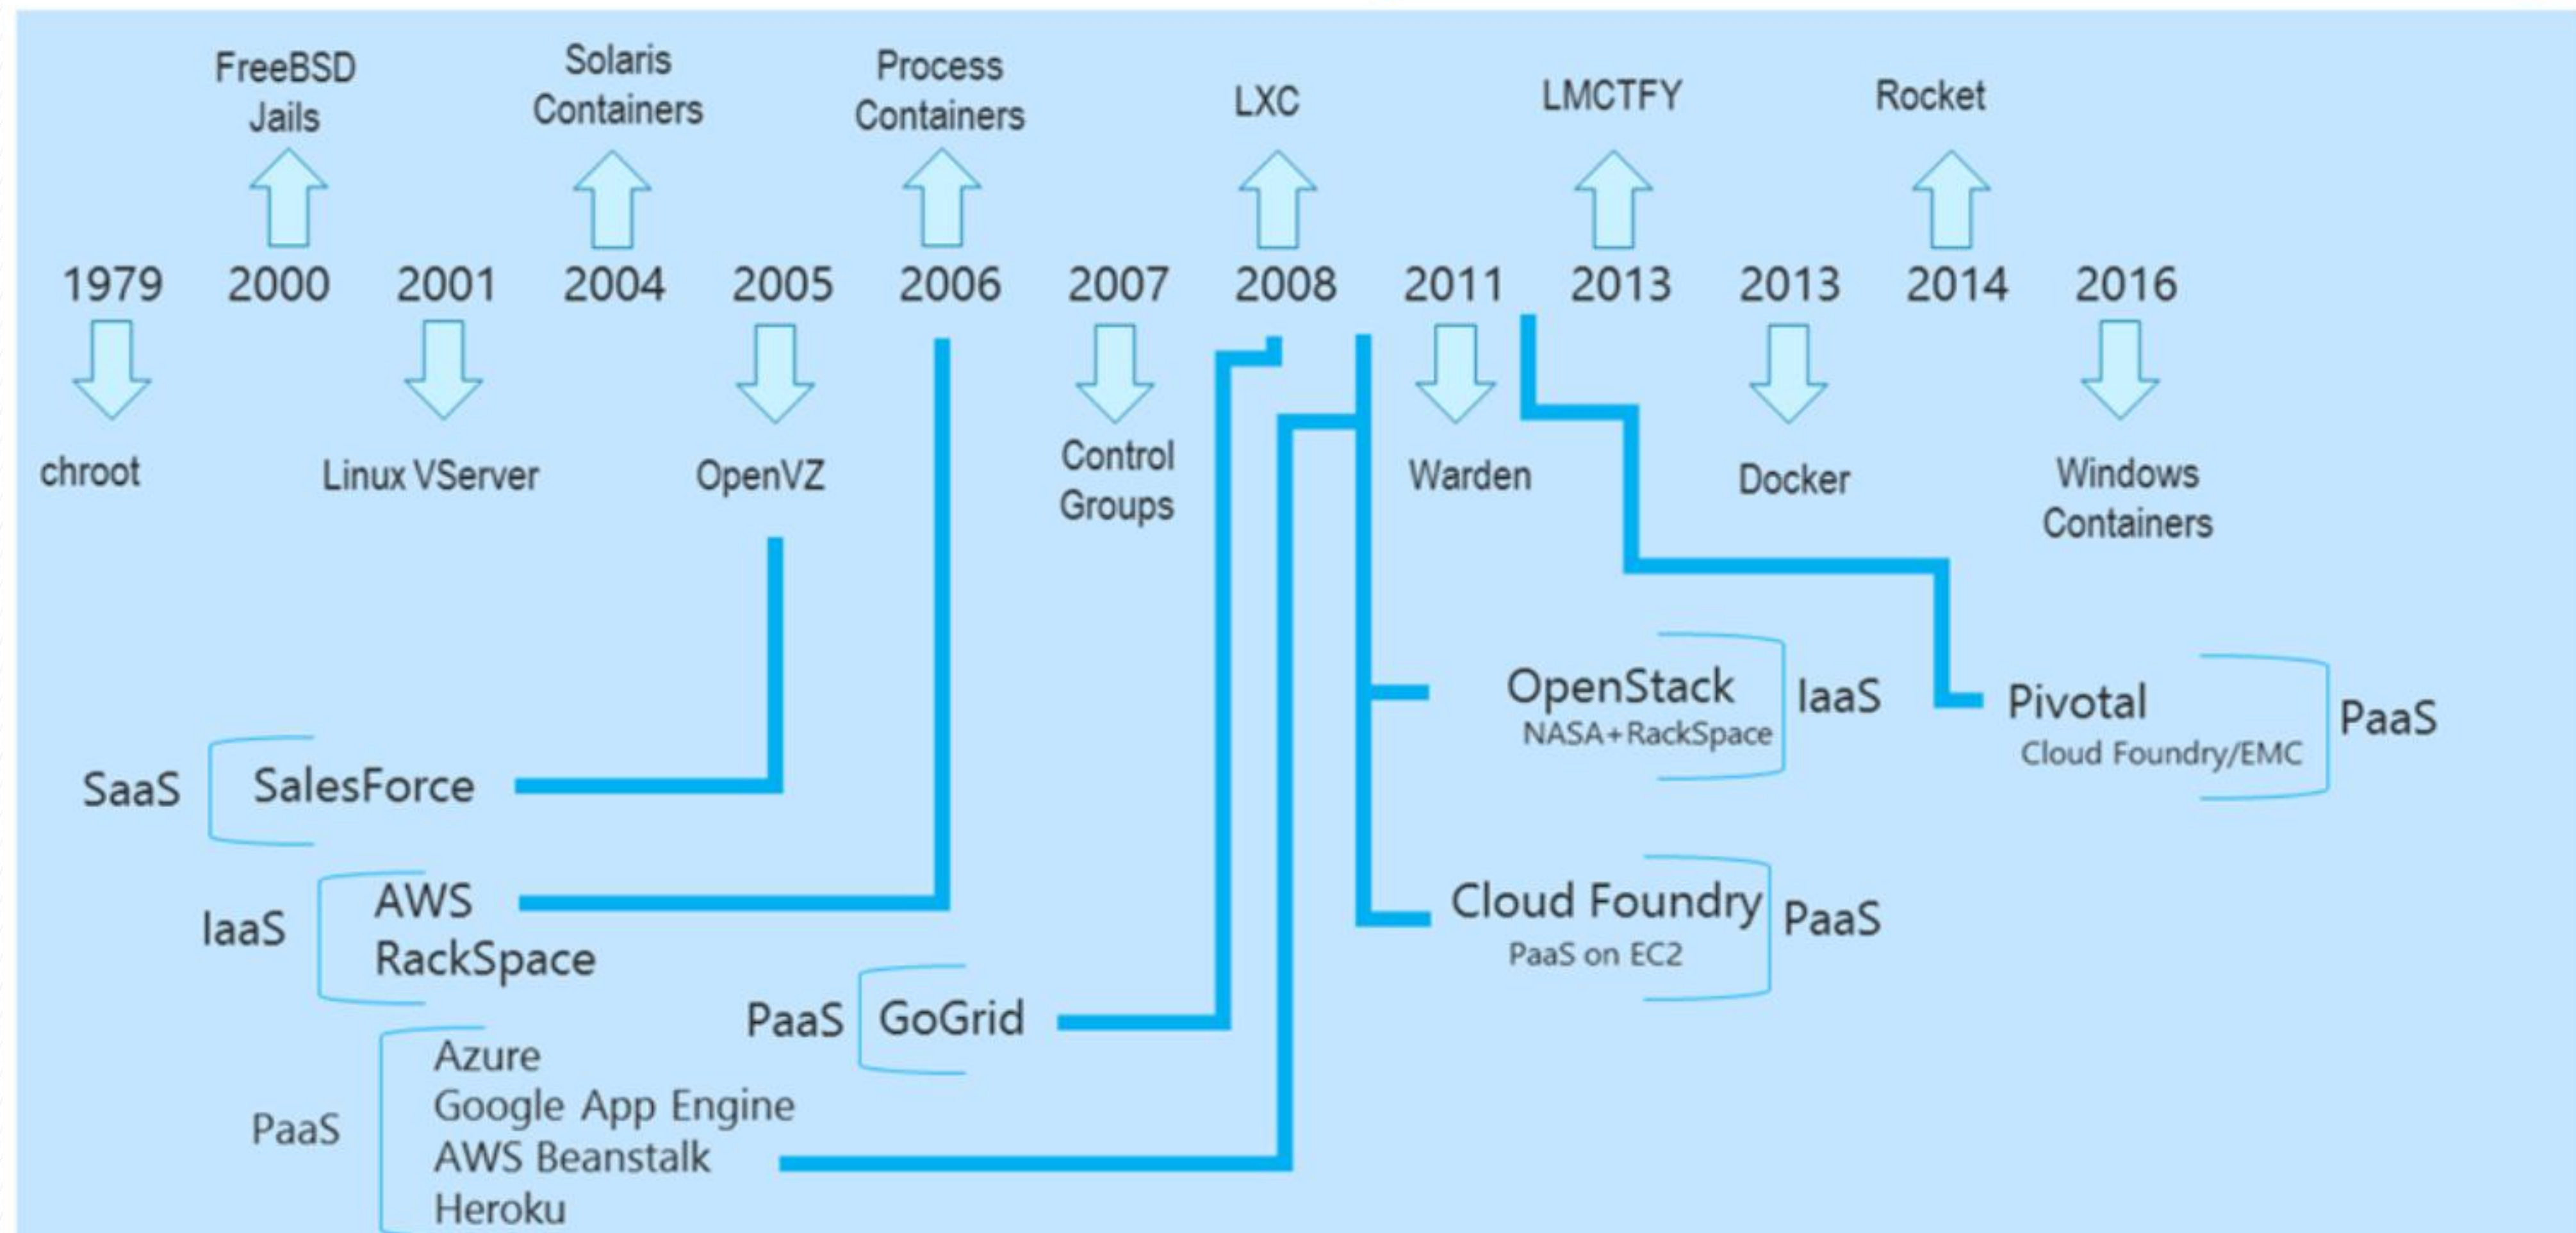 FreeBSD
Jails
Solaris
Containers
Process
Containers
LXC
LMCTFY
Rocket
1979 2000 2001 2004 2005 2006 2007 2008 2011 2013 2013 2014 2016
chroot
Linux VServer
OpenVZ
Control
Groups
Warden
Docker
Windows
Containers
OpenStack
NASA+RackSpace
IaaS
Pivotal
Cloud Foundry/EMC
PaaS
SaaS
SalesForce
IaaS
AWS
RackSpace
Cloud Foundry
PaaS on EC2
PaaS
PaaS
GoGrid
PaaS
Azure
Google App Engine
AWS Beanstalk
Heroku